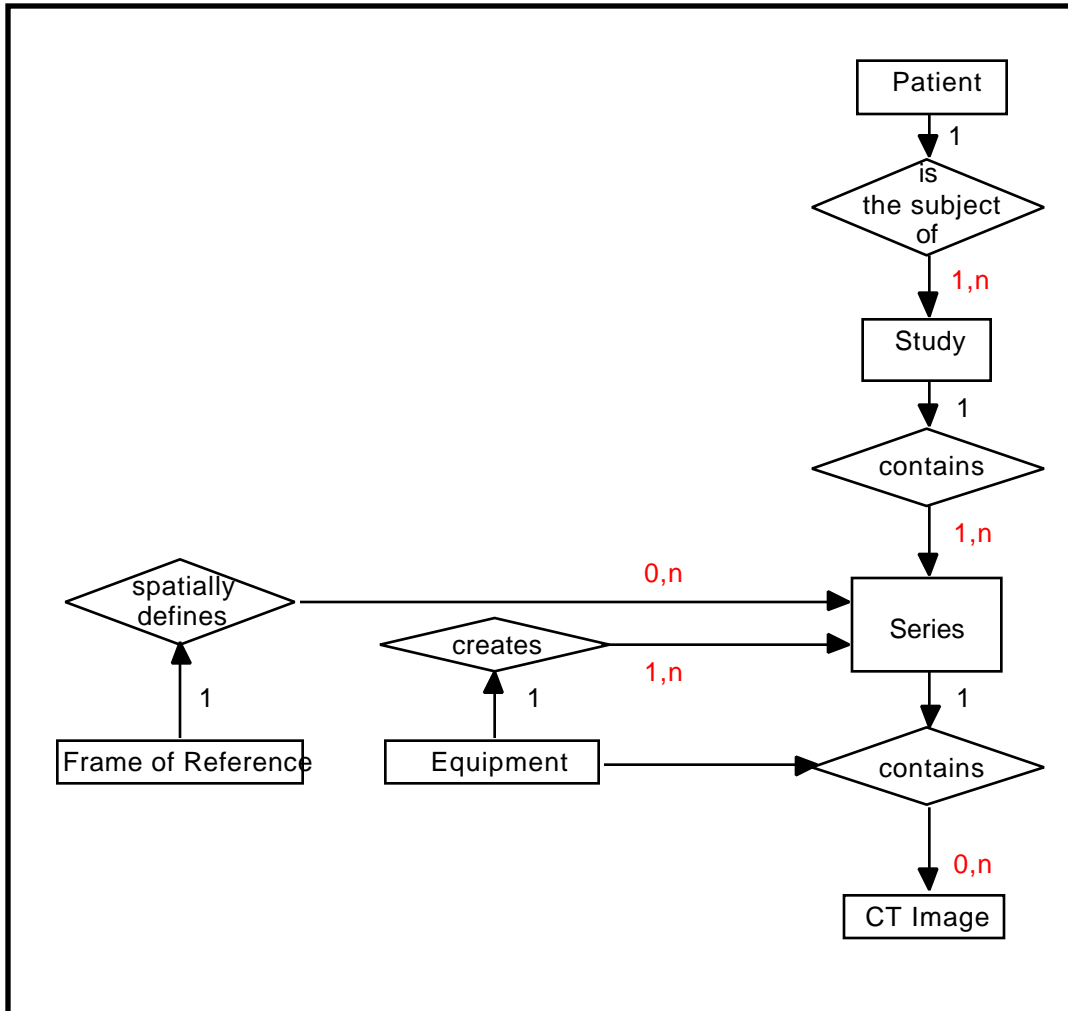 Patient
1
is
the subject
of
1,n
Study
1
contains
1,n
spatially
defines
0,n
creates
1,n
Series
1
1
1
Frame of Reference
Equipment
contains
0,n
CT Image